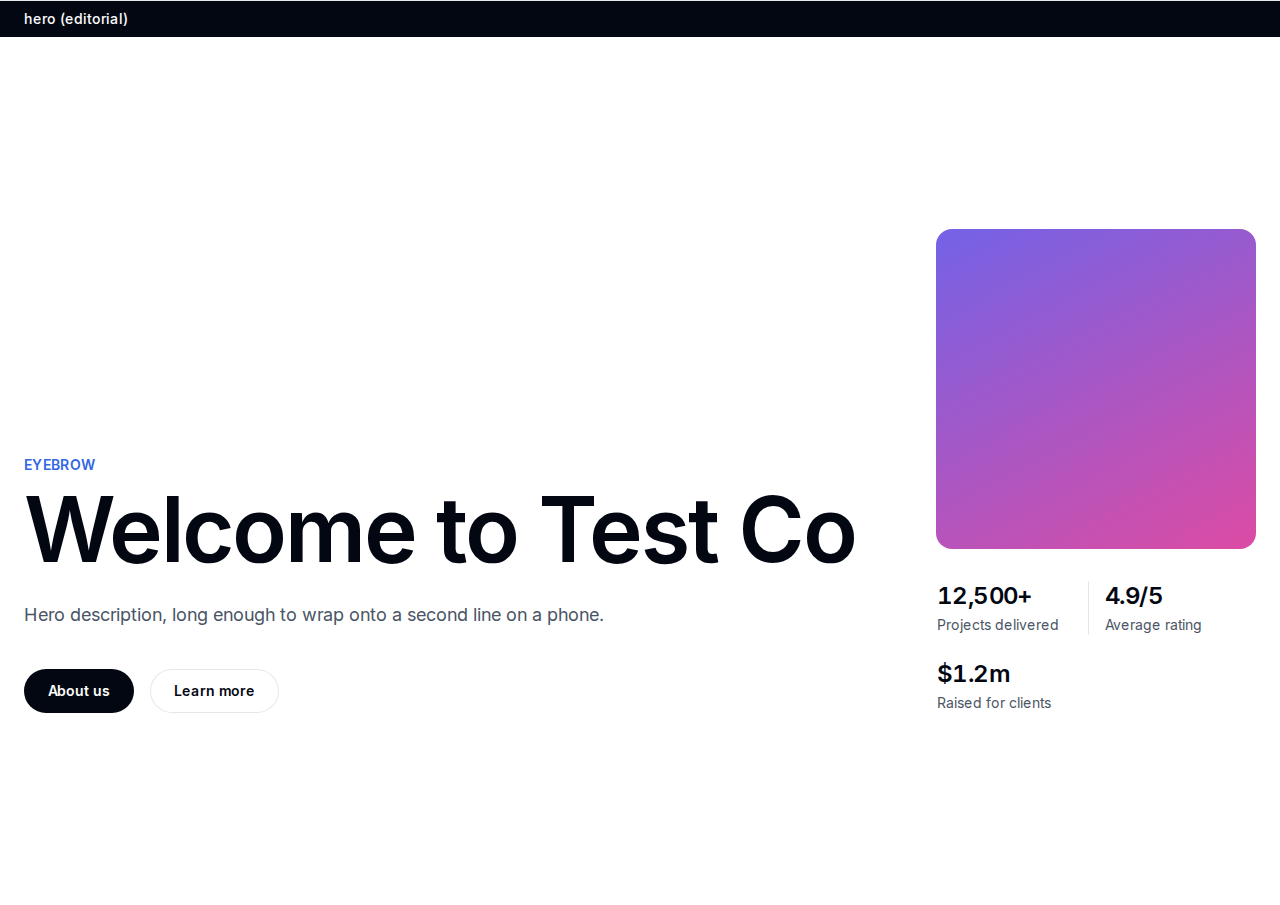 hero (editorial)
EYEBROW
Welcome to Test Co
Hero description, long enough to wrap onto a second line on a phone.
About us
Learn more
12,500+
Projects delivered
4.9/5
Average rating
$1.2m
Raised for clients